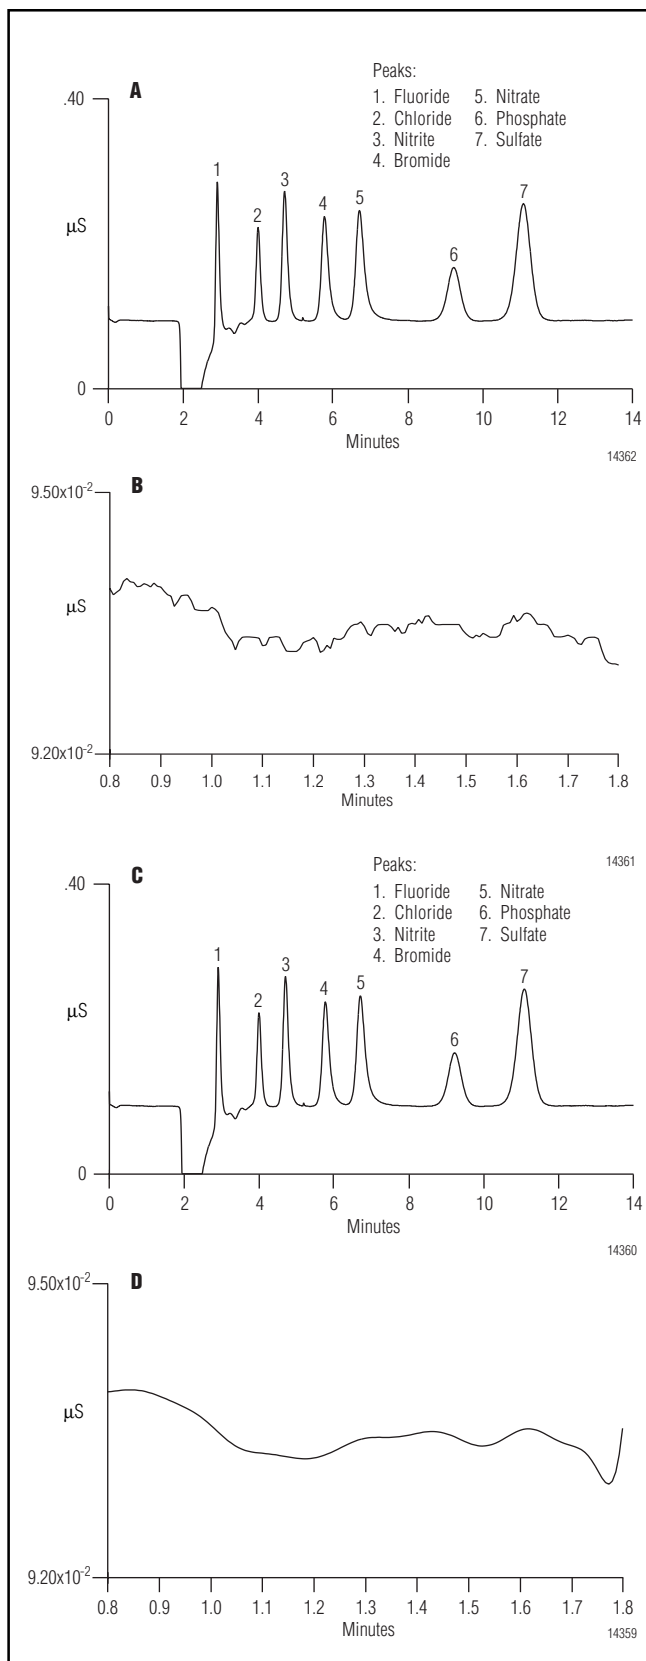 A
Peaks:
1. Fluoride 5. Nitrate
2. Chloride 6. Phosphate
3. Nitrite 7. Sulfate
4. Bromide
.40
µS
0
1 2 3 4 5 6 7
0 2 4 6 8 10 12 14
Minutes
14362
B
9.50x10⁻²
µS
9.20x10⁻²
0.8 0.9 1.0 1.1 1.2 1.3 1.4 1.5 1.6 1.7 1.8
Minutes
14361
C
Peaks:
1. Fluoride 5. Nitrate
2. Chloride 6. Phosphate
3. Nitrite 7. Sulfate
4. Bromide
.40
µS
0
1 2 3 4 5 6 7
0 2 4 6 8 10 12 14
Minutes
14360
D
9.50x10⁻²
µS
9.20x10⁻²
0.8 0.9 1.0 1.1 1.2 1.3 1.4 1.5 1.6 1.7 1.8
Minutes
14359